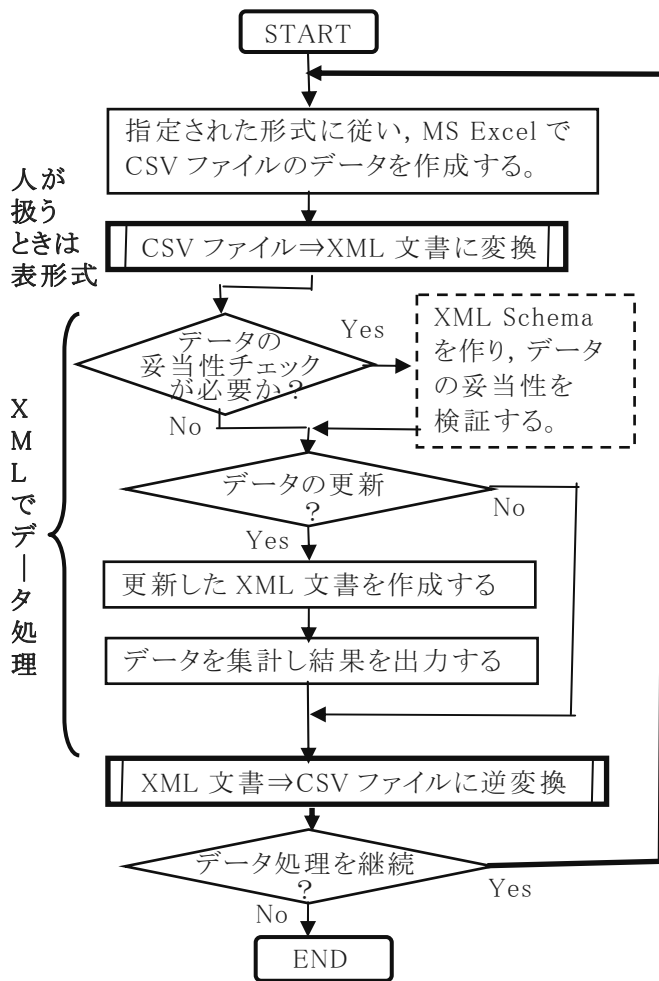 START
指定された形式に従い, MS Excel で
CSV ファイルのデータを作成する。
人が
扱う
ときは
表形式
CSV ファイル⇒XML 文書に変換
データの
妥当性チェック
が必要か?
Yes
No
XML Schema
を作り, データ
の妥当性を
検証する。
XMLでデータ処理
データの更新
?
No
Yes
更新した XML 文書を作成する
データを集計し結果を出力する
XML 文書⇒CSV ファイルに逆変換
データ処理を継続
?
Yes
No
END